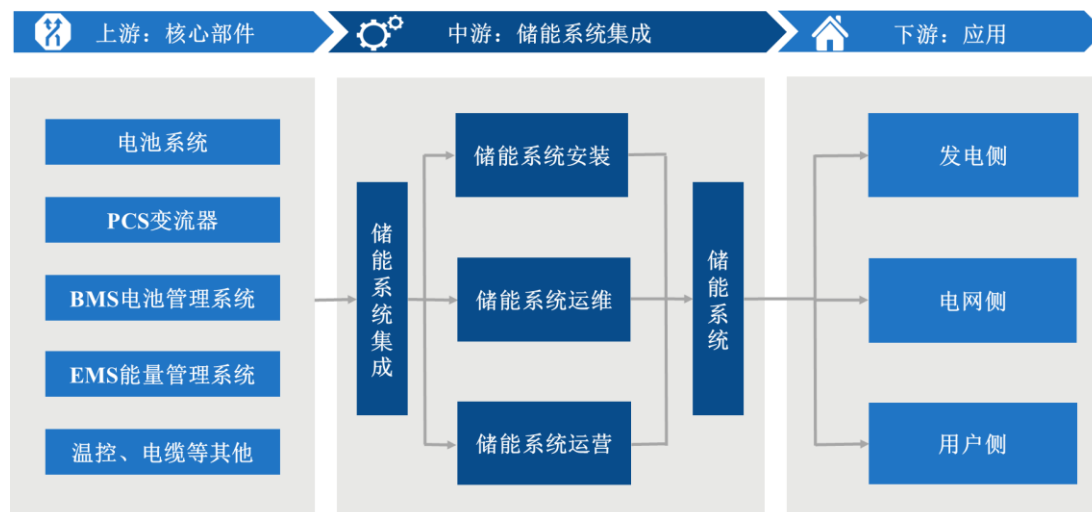 上游：核心部件
中游：储能系统集成
下游：应用
电池系统
PCS变流器
BMS电池管理系统
EMS能量管理系统
温控、电缆等其他
储能系统集成
储能系统安装
储能系统运维
储能系统运营
储能系统
发电侧
电网侧
用户侧